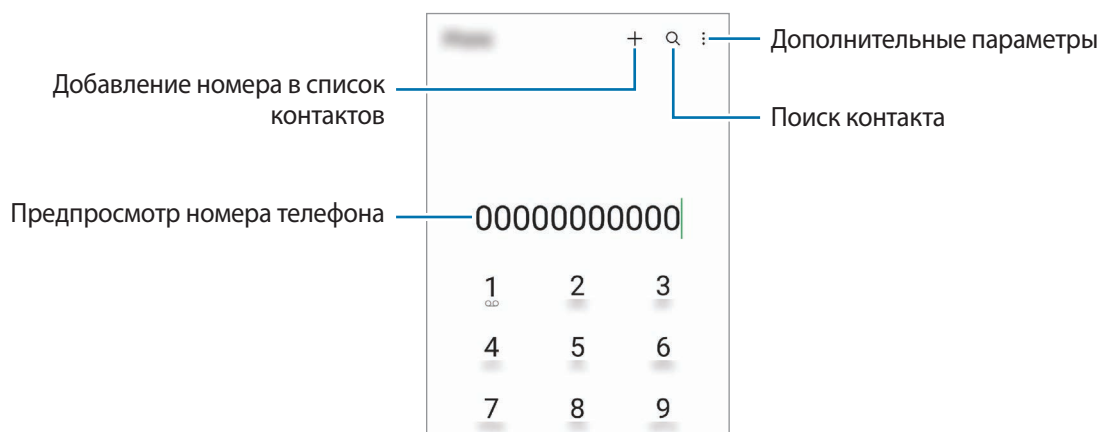 Дополнительные параметры
Добавление номера в список
контактов
Поиск контакта
Предпросмотр номера телефона
00000000000
1 2 3
4 5 6
7 8 9